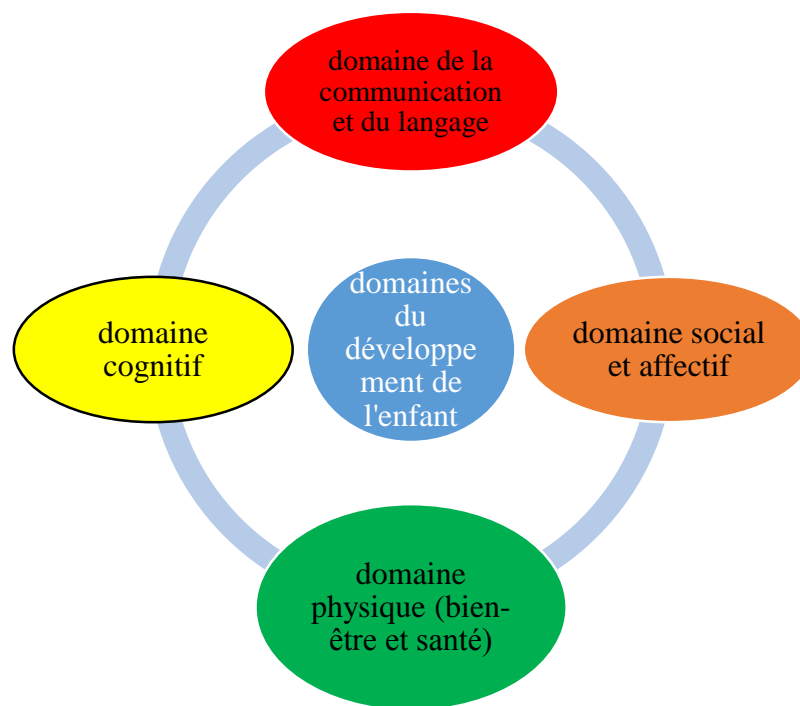 domaine de la
communication
et du langage
domaine
cognitif
domaines
du
développe
ment de
l'enfant
domaine social
et affectif
domaine
physique (bien-
être et santé)